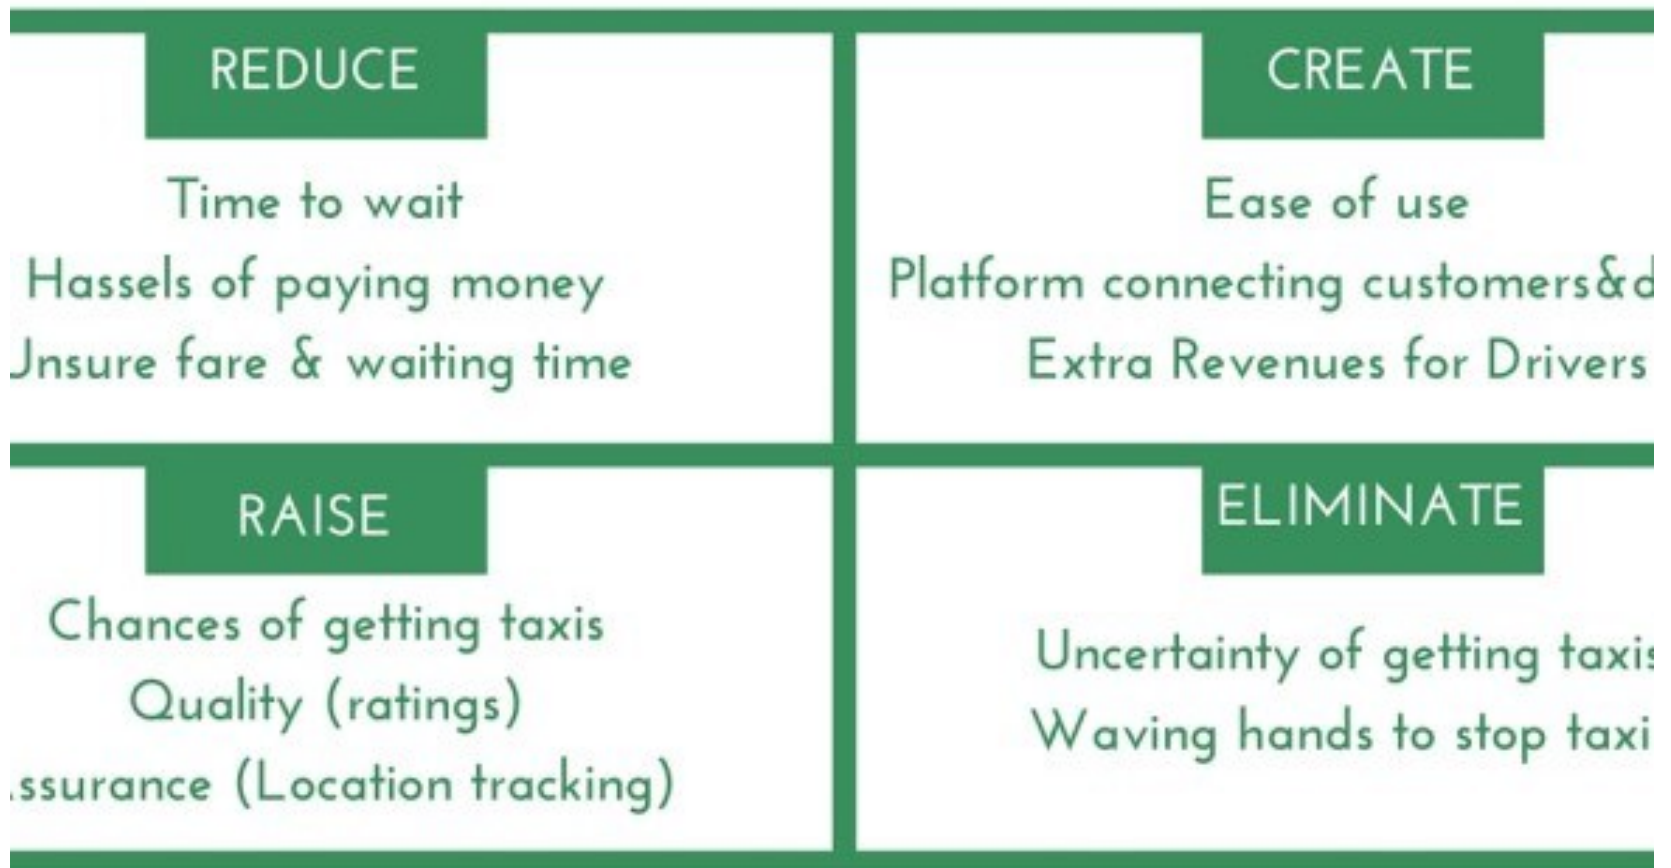 REDUCE
Time to wait
Hassels of paying money
Unsure fare & waiting time
CREATE
Ease of use
Platform connecting customers&d
Extra Revenues for Drivers
RAISE
Chances of getting taxis
Quality (ratings)
ssurance (Location tracking)
ELIMINATE
Uncertainty of getting taxis
Waving hands to stop taxi